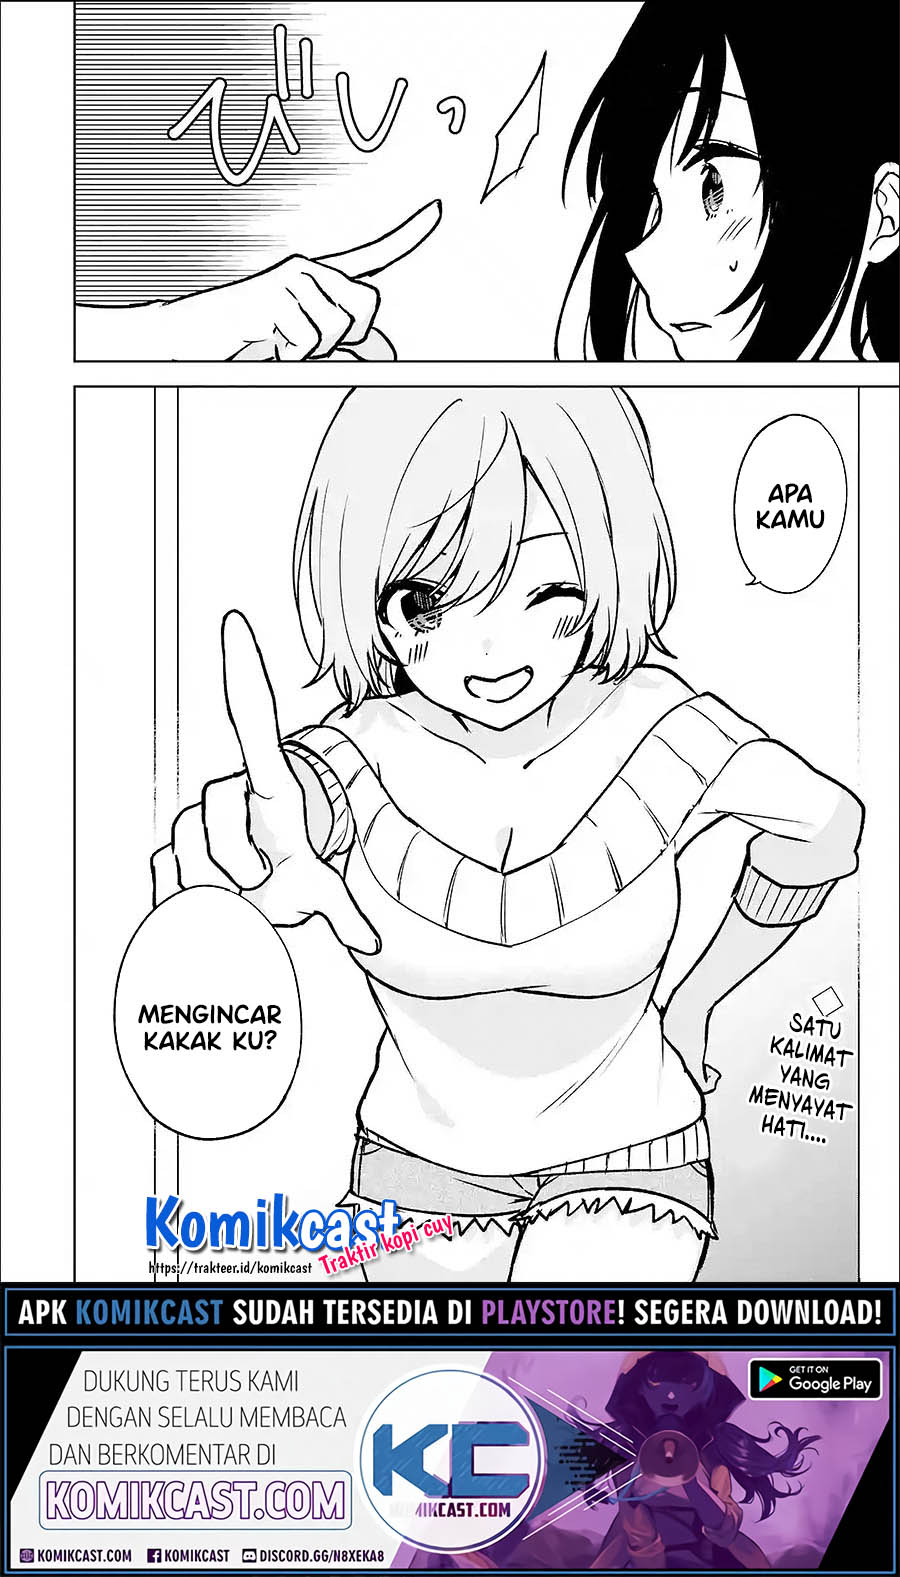 びしっ
APA
KAMU
MENGINCAR
KAKAK KU?
SATU
KALIMAT
YANG
MENYAYAT
HATI....
Komikcast
https://trakteer.id/komikcast Traktir kopi cuy
APK KOMIKCAST SUDAH TERSEDIA DI PLAYSTORE! SEGERA DOWNLOAD!
DUKUNG TERUS KAMI
DENGAN SELALU MEMBACA
DAN BERKOMENTAR DI
KOMIKCAST.COM
KOMIKCAST.COM KOMIKCAST DISCORD.GG/N8XEKA8
KC
KOMIKCAST.COM
GET IT ON
Google Play